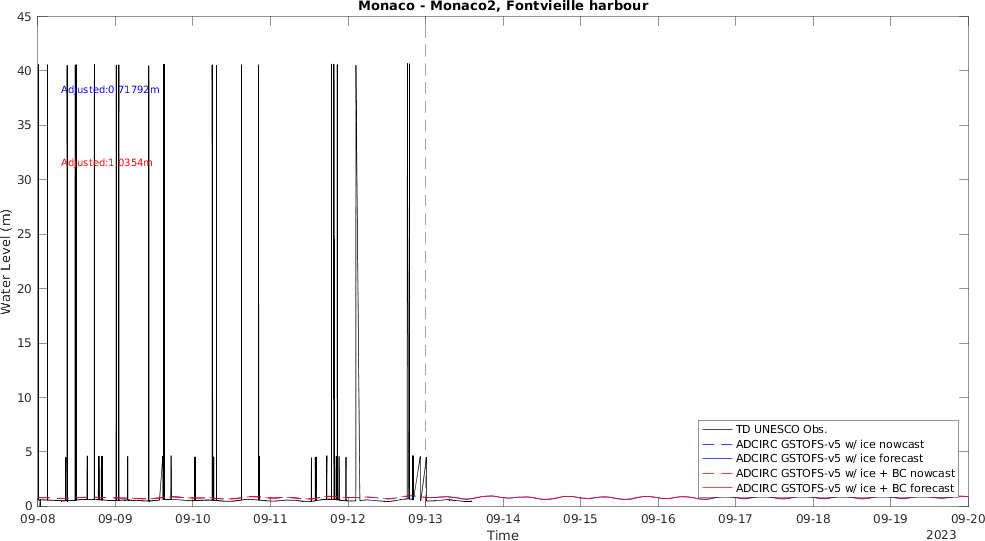 Monaco - Monaco2, Fontvieille harbour
45
40
35
30
25
20
15
10
5
0
Water Level (m)
Adjusted:0.71792m
Adjusted:1.0354m
TD UNESCO Obs.
ADCIRC GSTOFS-v5 w/ ice nowcast
ADCIRC GSTOFS-v5 w/ ice forecast
ADCIRC GSTOFS-v5 w/ ice + BC nowcast
ADCIRC GSTOFS-v5 w/ ice + BC forecast
09-08 09-09 09-10 09-11 09-12 09-13 09-14 09-15 09-16 09-17 09-18 09-19 09-20
Time
2023